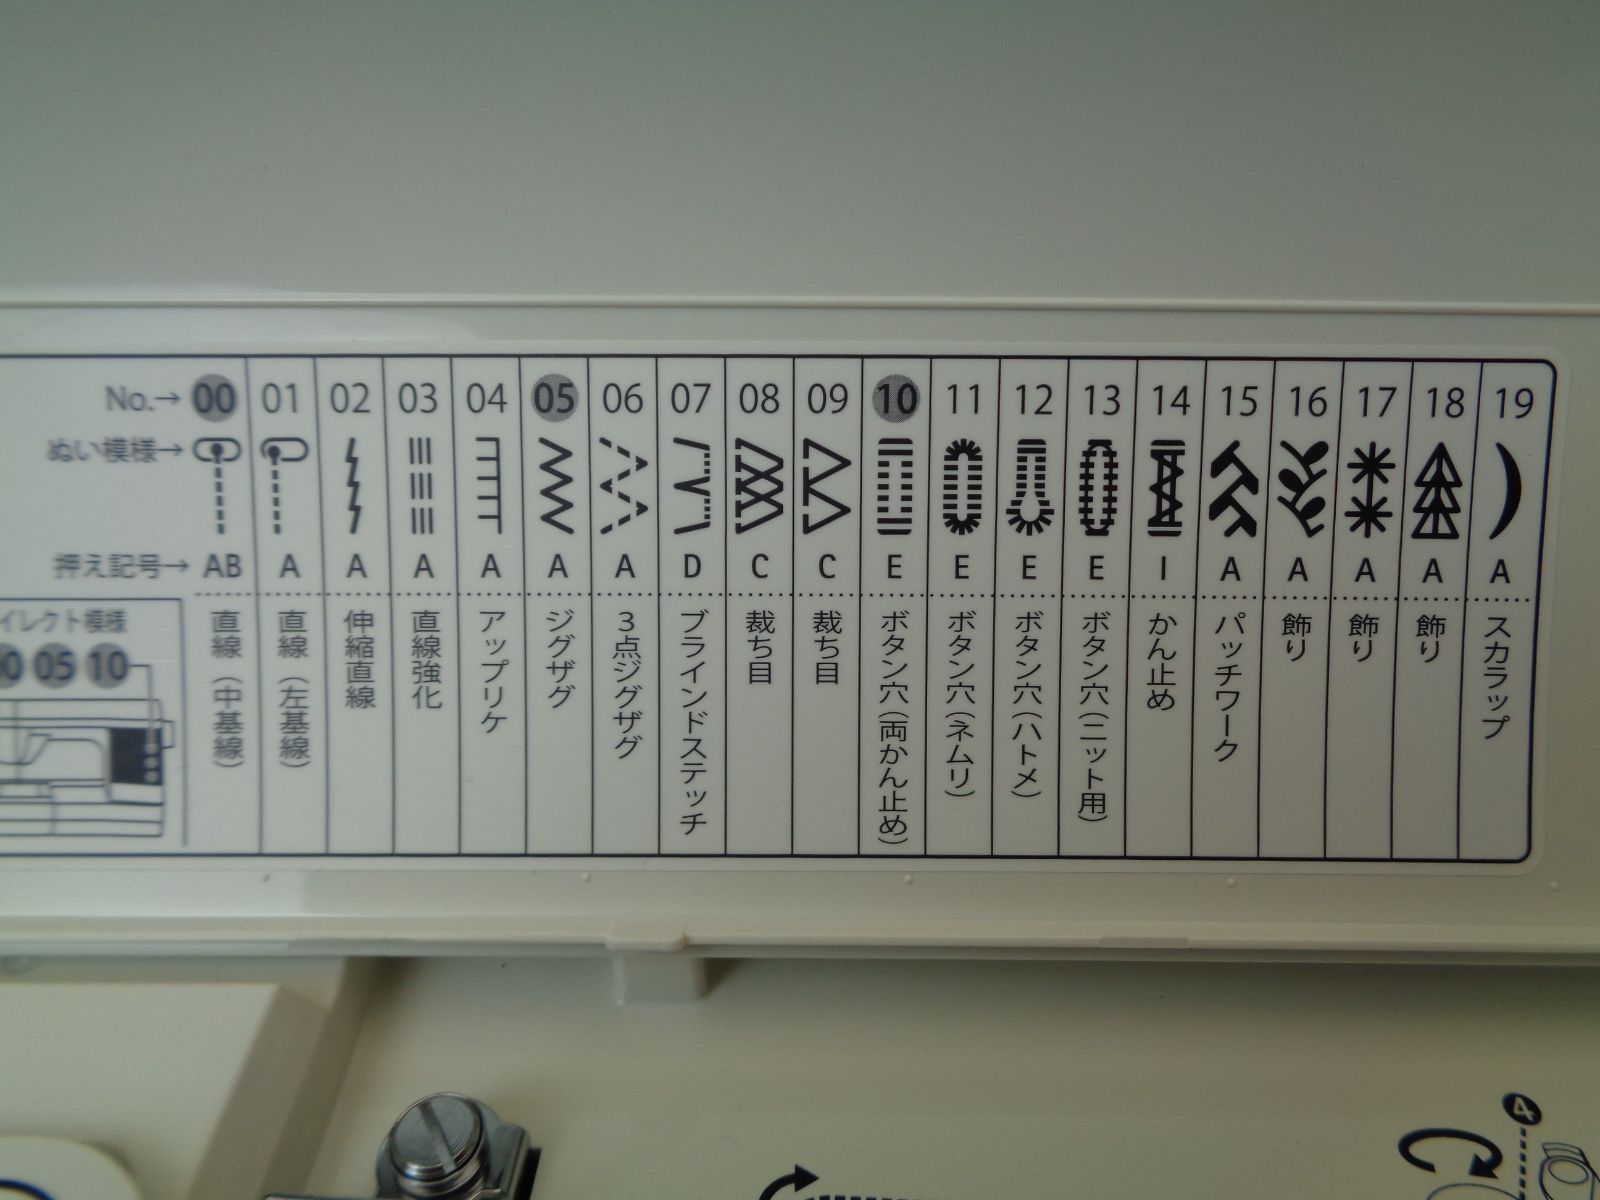 No.→ 00 01 02 03 04 05 06 07 08 09 10 11 12 13 14 15 16 17 18 19
ぬい模様→
押え記号→ AB A A A A A A D C C E E E E I A A A A A
イレクト模様
0 05 10
直線（中基線）
直線（左基線）
伸縮直線
直線強化
アップリケ
ジグザグ
3点ジグザグ
ブラインドステッチ
裁ち目
裁ち目
ボタン穴（両かん止め）
ボタン穴（ネムリ）
ボタン穴（ハトメ）
ボタン穴（ニット用）
かん止め
パッチワーク
飾り
飾り
飾り
スカラップ
4